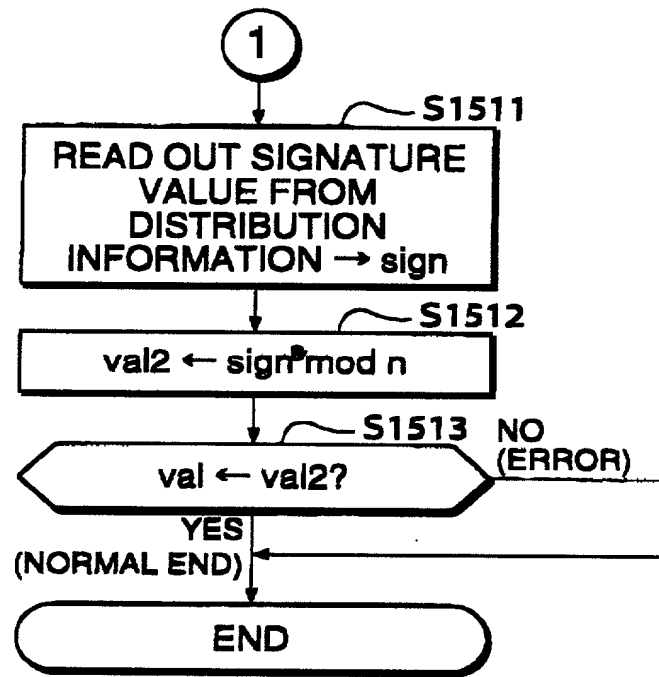 1
S1511
READ OUT SIGNATURE
VALUE FROM
DISTRIBUTION
INFORMATION → sign
S1512
val2 ← sign mod n
S1513
val ← val2?
NO
(ERROR)
YES
(NORMAL END)
END